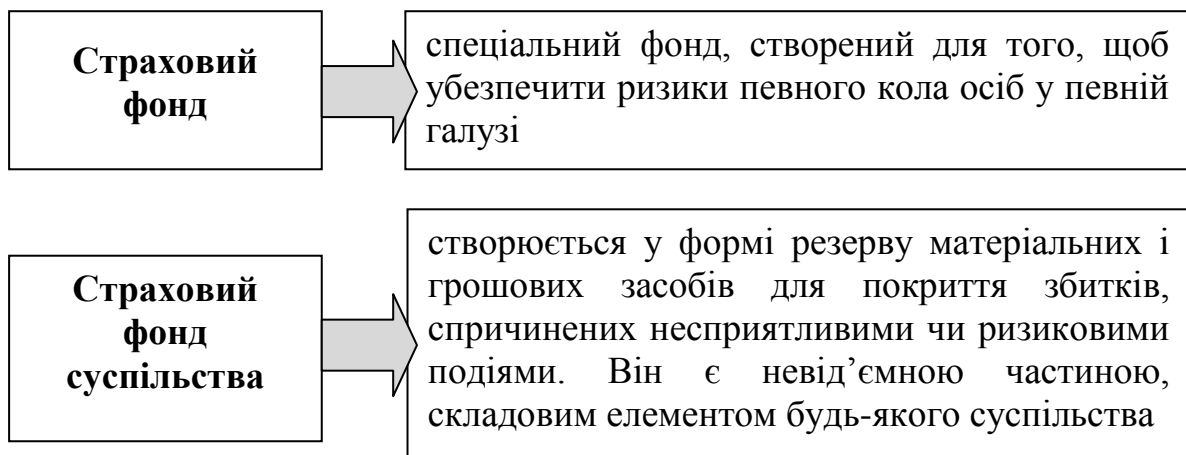 Страховий
фонд
спеціальний фонд, створений для того, щоб
убезпечити ризики певного кола осіб у певній
галузі
Страховий
фонд
суспільства
створюється у формі резерву матеріальних і
грошових засобів для покриття збитків,
спричинених несприятливими чи ризиковими
подіями. Він є невід’ємною частиною,
складовим елементом будь-якого суспільства